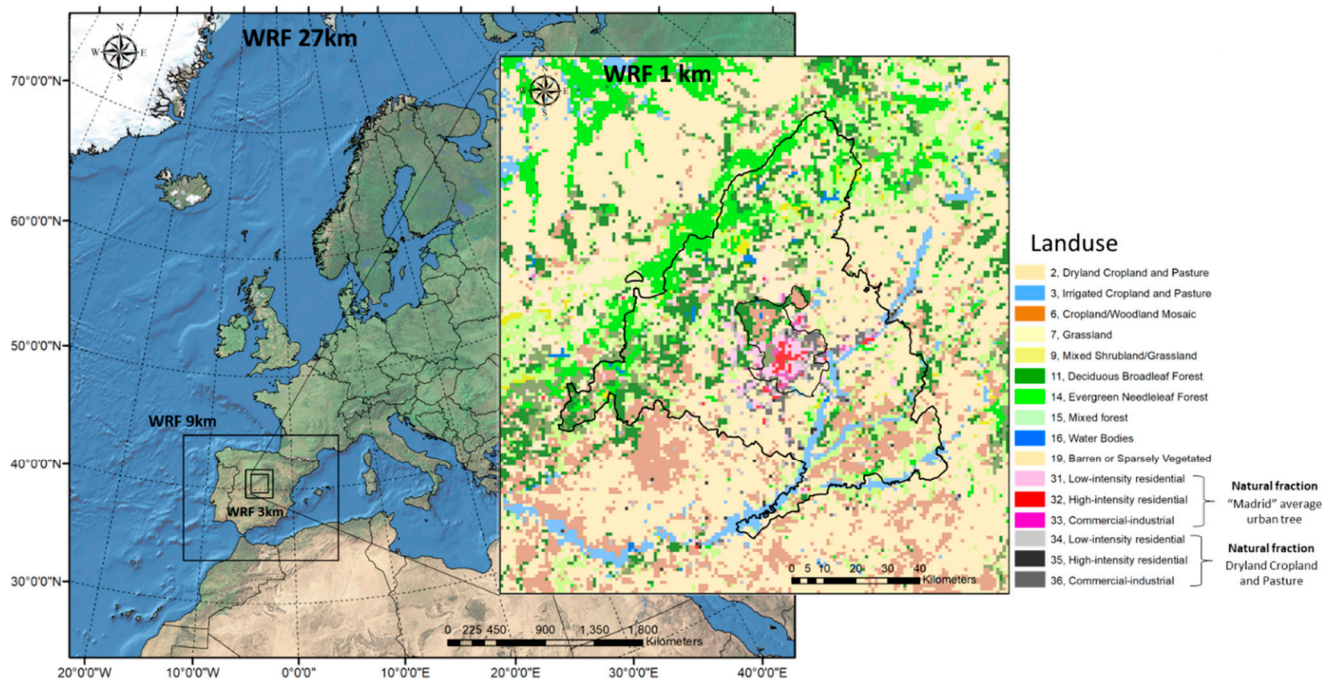 WRF 27km
N
W E
S
70°0'0"N
60°0'0"N
50°0'0"N
40°0'0"N
30°0'0"N
WRF 9km
WRF 3km
0 225 450 900 1,350 1,800
Kilometers
20°0'0"W
10°0'0"W
0°0'0"
10°0'0"E
20°0'0"E
30°0'0"E
40°0'0"E
WRF 1 km
N
E
S
0 5 10 20 30 40
Kilometers
Landuse
2, Dryland Cropland and Pasture
3, Irrigated Cropland and Pasture
6, Cropland/Woodland Mosaic
7, Grassland
9, Mixed Shrubland/Grassland
11, Deciduous Broadleaf Forest
14, Evergreen Needleleaf Forest
15, Mixed forest
16, Water Bodies
19, Barren or Sparsely Vegetated
31, Low-intensity residential
32, High-intensity residential
33, Commercial-industrial
34, Low-intensity residential
35, High-intensity residential
36, Commercial-industrial
Natural fraction
"Madrid" average
urban tree
Natural fraction
Dryland Cropland
and Pasture